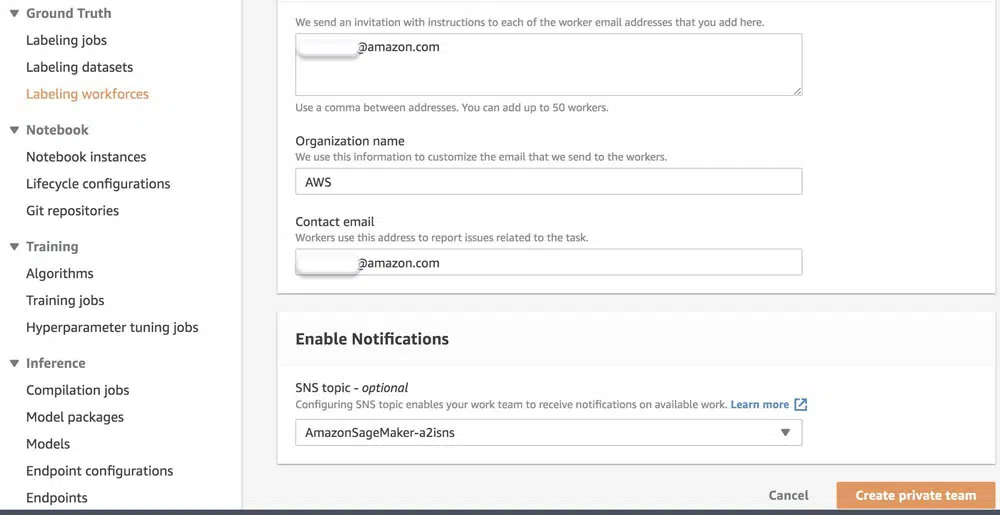 Ground Truth
Labeling jobs
Labeling datasets
Labeling workforces
Notebook
Notebook instances
Lifecycle configurations
Git repositories
Training
Algorithms
Training jobs
Hyperparameter tuning jobs
Inference
Compilation jobs
Model packages
Models
Endpoint configurations
Endpoints
We send an invitation with instructions to each of the worker email addresses that you add here.
@amazon.com
Use a comma between addresses. You can add up to 50 workers.
Organization name
We use this information to customize the email that we send to the workers.
AWS
Contact email
Workers use this address to report issues related to the task.
@amazon.com
Enable Notifications
SNS topic - optional
Configuring SNS topic enables your work team to receive notifications on available work. Learn more
AmazonSageMaker-a2isns
Cancel
Create private team